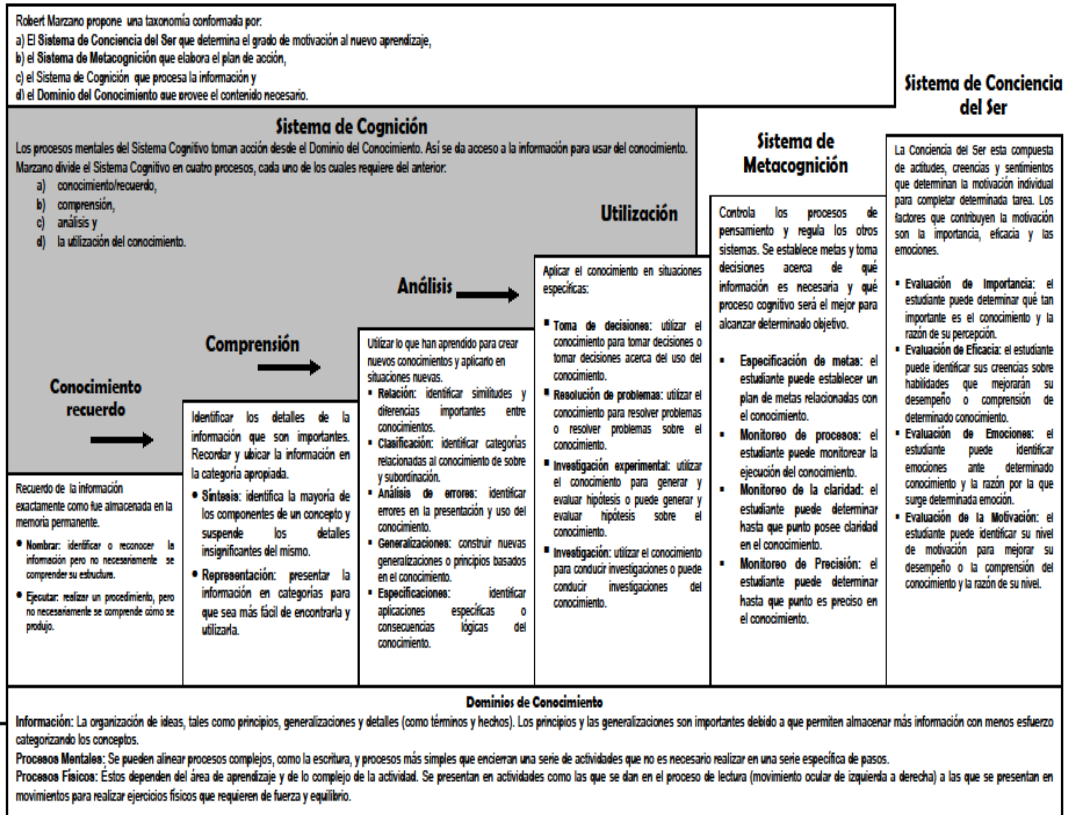 Robert Marzano propone una taxonomía conformada por:
a) El Sistema de Conciencia del Ser que determina el grado de motivación al nuevo aprendizaje,
b) el Sistema de Metacognición que elabora el plan de acción,
c) el Sistema de Cognición que procesa la información y
d) el Dominio del Conocimiento que provee el contenido necesario.
Sistema de Cognición
Los procesos mentales del Sistema Cognitivo toman acción desde el Dominio del Conocimiento. Así se da acceso a la información para usar del conocimiento.
Marzano divide el Sistema Cognitivo en cuatro procesos, cada uno de los cuales requiere del anterior:
a) conocimiento/recuerdo,
b) comprensión,
c) análisis y
d) la utilización del conocimiento.
Conocimiento
recuerdo
Recuerdo de la información
exactamente como fue almacenada en la
memoria permanente.
• Nombrar: identificar o reconocer la
información pero no necesariamente se
comprender su estructura.
• Ejecutar: realizar un procedimiento, pero
no necesariamente se comprende cómo se
produjo.
Comprensión
Identificar los detalles de la
información que son importantes.
Recordar y ubicar la información en
la categoría apropiada.
• Síntesis: identifica la mayoría de
los componentes de un concepto y
suspende los detalles
insignificantes del mismo.
• Representación: presentar la
información en categorías para
que sea más fácil de encontrarla y
utilizarla.
Análisis
Utilizar lo que han aprendido para crear
nuevos conocimientos y aplicarlo en
situaciones nuevas.
▪ Relación: identificar similitudes y
diferencias importantes entre
conocimientos.
▪ Clasificación: identificar categorías
relacionadas al conocimiento de sobre
y subordinación.
▪ Análisis de errores: identificar
errores en la presentación y uso del
conocimiento.
▪ Generalizaciones: construir nuevas
generalizaciones o principios basados
en el conocimiento.
▪ Especificaciones: identificar
aplicaciones específicas o
consecuencias lógicas del
conocimiento.
Utilización
Aplicar el conocimiento en situaciones
específicas:
▪ Toma de decisiones: utilizar el
conocimiento para tomar decisiones o
tomar decisiones acerca del uso del
conocimiento.
▪ Resolución de problemas: utilizar el
conocimiento para resolver problemas
o resolver problemas sobre el
conocimiento.
▪ Investigación experimental: utilizar
el conocimiento para generar y
evaluar hipótesis o puede generar y
evaluar hipótesis sobre el
conocimiento.
▪ Investigación: utilizar el conocimiento
para conducir investigaciones o puede
conducir investigaciones del
conocimiento.
Sistema de
Metacognición
Controla los procesos de
pensamiento y regula los otros
sistemas. Se establece metas y toma
decisiones acerca de qué
información es necesaria y qué
proceso cognitivo será el mejor para
alcanzar determinado objetivo.
▪ Especificación de metas: el
estudiante puede establecer un
plan de metas relacionadas con
el conocimiento.
▪ Monitoreo de procesos: el
estudiante puede monitorear la
ejecución del conocimiento.
▪ Monitoreo de la claridad: el
estudiante puede determinar
hasta que punto posee claridad
en el conocimiento.
▪ Monitoreo de Precisión: el
estudiante puede determinar
hasta que punto es preciso en
el conocimiento.
Sistema de Conciencia
del Ser
La Conciencia del Ser esta compuesta
de actitudes, creencias y sentimientos
que determinan la motivación individual
para completar determinada tarea. Los
factores que contribuyen la motivación
son la importancia, eficacia y las
emociones.
▪ Evaluación de Importancia: el
estudiante puede determinar qué tan
importante es el conocimiento y la
razón de su percepción.
▪ Evaluación de Eficacia: el estudiante
puede identificar sus creencias sobre
habilidades que mejorarán su
desempeño o comprensión de
determinado conocimiento.
▪ Evaluación de Emociones: el
estudiante puede identificar
emociones ante determinado
conocimiento y la razón por la que
surge determinada emoción.
▪ Evaluación de la Motivación: el
estudiante puede identificar su nivel
de motivación para mejorar su
desempeño o la comprensión del
conocimiento y la razón de su nivel.
Dominios de Conocimiento
Información: La organización de ideas, tales como principios, generalizaciones y detalles (como términos y hechos). Los principios y las generalizaciones son importantes debido a que permiten almacenar más información con menos esfuerzo
categorizando los conceptos.
Procesos Mentales: Se pueden alinear procesos complejos, como la escritura, y procesos más simples que encierran una serie de actividades que no es necesario realizar en una serie específica de pasos.
Procesos Físicos: Éstos dependen del área de aprendizaje y de lo complejo de la actividad. Se presentan en actividades como las que se dan en el proceso de lectura (movimiento ocular de izquierda a derecha) a las que se presentan en
movimientos para realizar ejercicios físicos que requieren de fuerza y equilibrio.